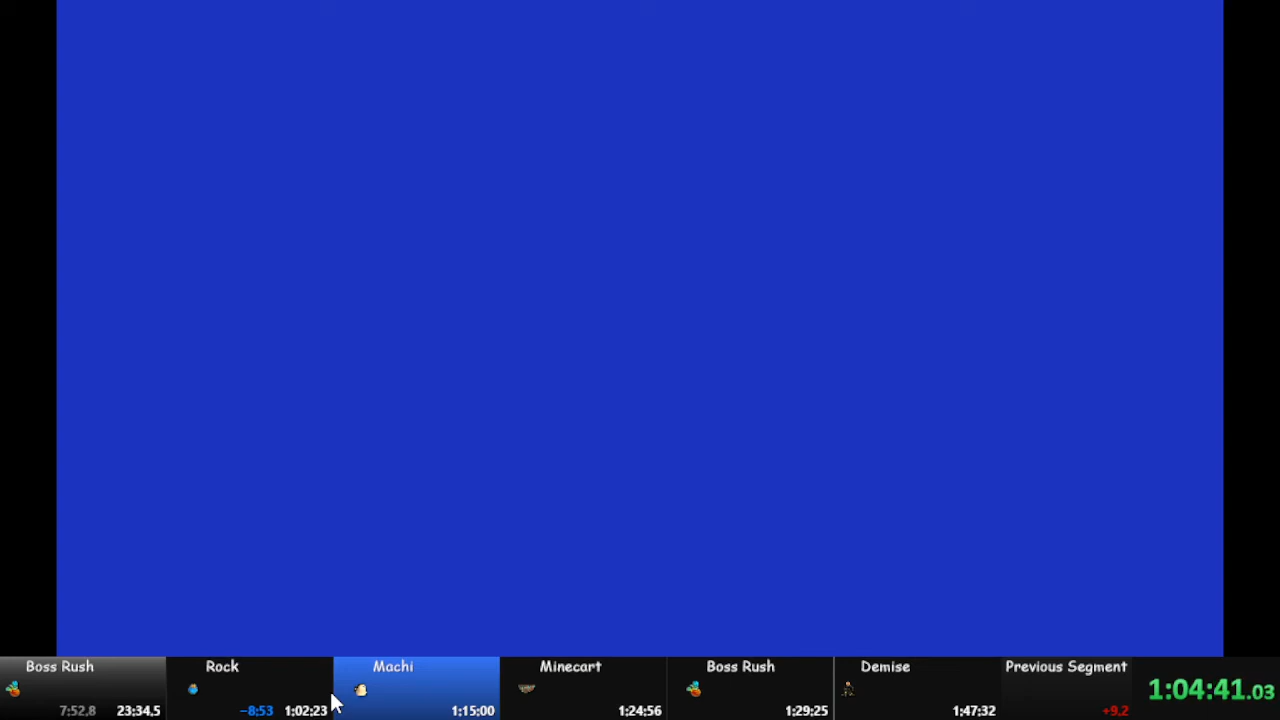 Boss Rush
7:52,8 23:34,5
Rock
−8:53 1:02:23
Machi
1:15:00
Minecart
1:24:56
Boss Rush
1:29:25
Demise
1:47:32
Previous Segment
+9,2
1:04:41.03